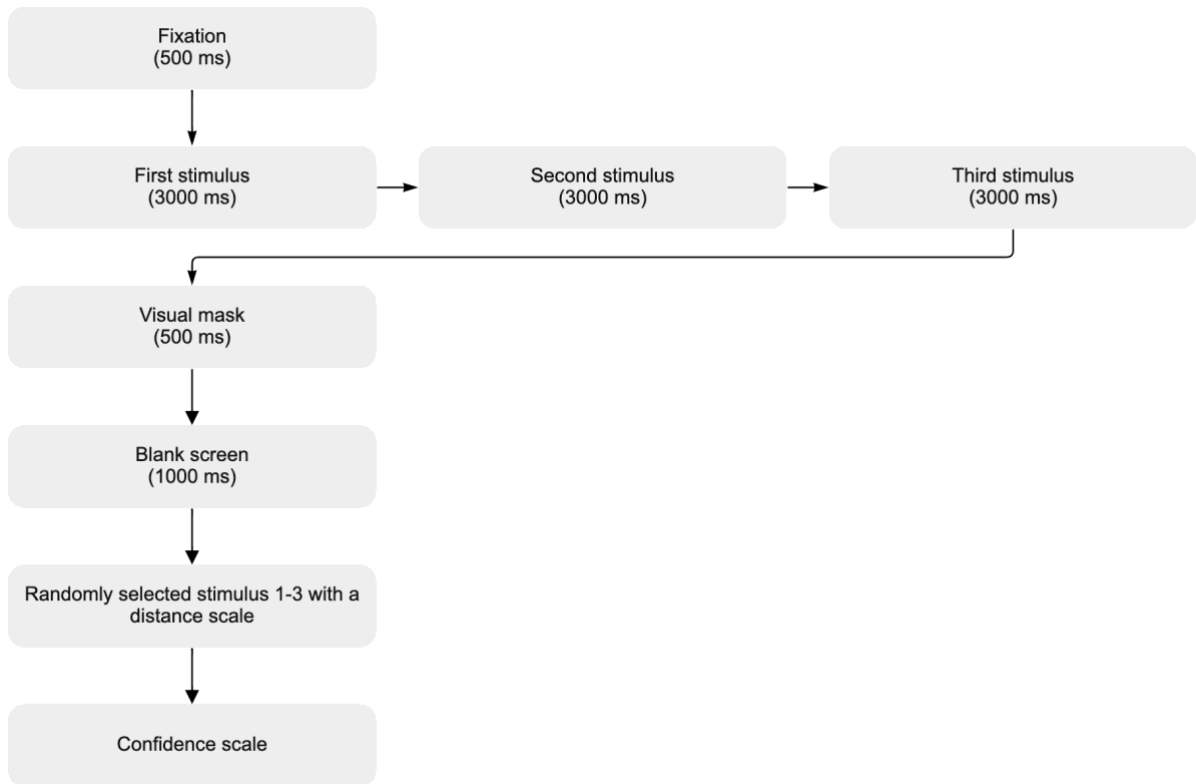 Fixation
(500 ms)
First stimulus
(3000 ms)
Second stimulus
(3000 ms)
Third stimulus
(3000 ms)
Visual mask
(500 ms)
Blank screen
(1000 ms)
Randomly selected stimulus 1-3 with a
distance scale
Confidence scale